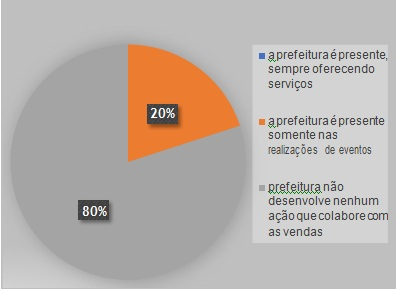 20%
80%
a prefeitura é presente,
sempre oferecendo
serviços
a prefeitura é presente
somente nas
realizações de eventos
prefeitura não
desenvolve nenhum
ação que colabore com
as vendas